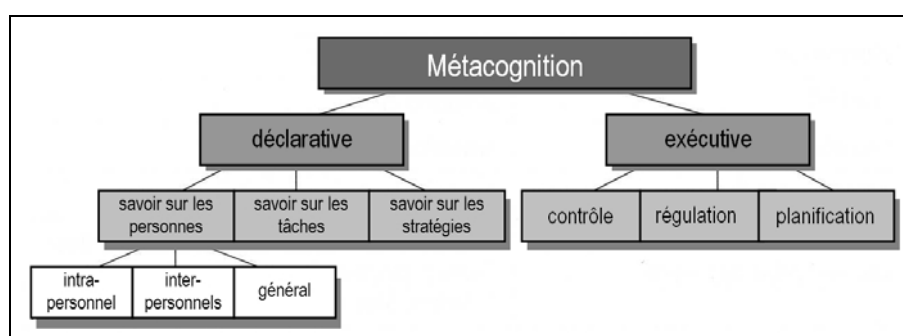 Métacognition
déclarative
exécutive
savoir sur les
personnes
savoir sur les
tâches
savoir sur les
stratégies
contrôle
régulation
planification
intra-
personnel
inter-
personnels
général